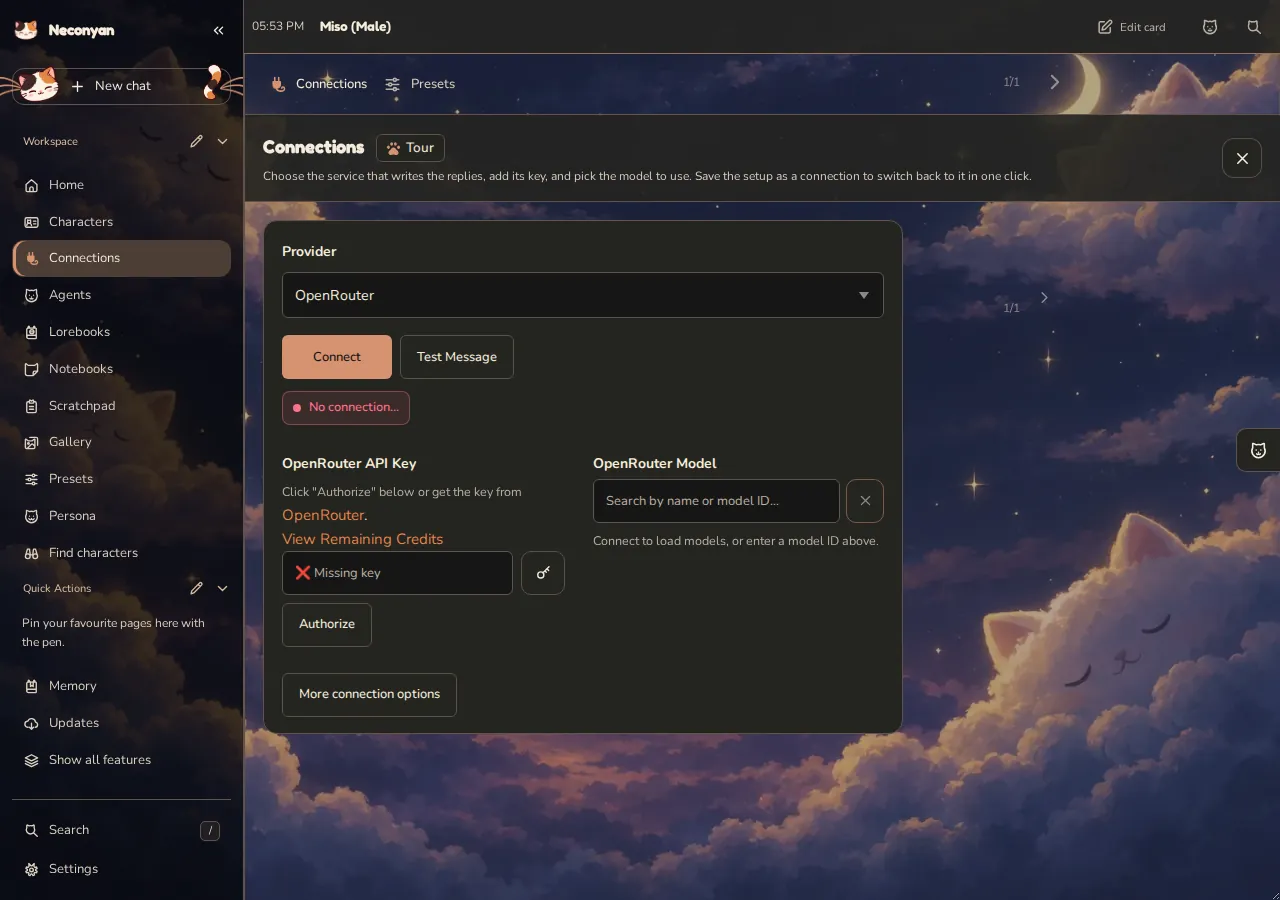 Neconyan
New chat
Workspace
Home
Characters
Connections
Agents
Lorebooks
Notebooks
Scratchpad
Gallery
Presets
Persona
Find characters
Quick Actions
Pin your favourite pages here with
the pen.
Memory
Updates
Show all features
Search
/
Settings
05:53 PM Miso (Male)
Edit card
Connections Presets
1/1
Connections Tour
Choose the service that writes the replies, add its key, and pick the model to use. Save the setup as a connection to switch back to it in one click.
Provider
OpenRouter
Connect Test Message
No connection...
OpenRouter API Key
Click "Authorize" below or get the key from
OpenRouter.
View Remaining Credits
❌ Missing key
Authorize
OpenRouter Model
Search by name or model ID...
Connect to load models, or enter a model ID above.
More connection options
1/1